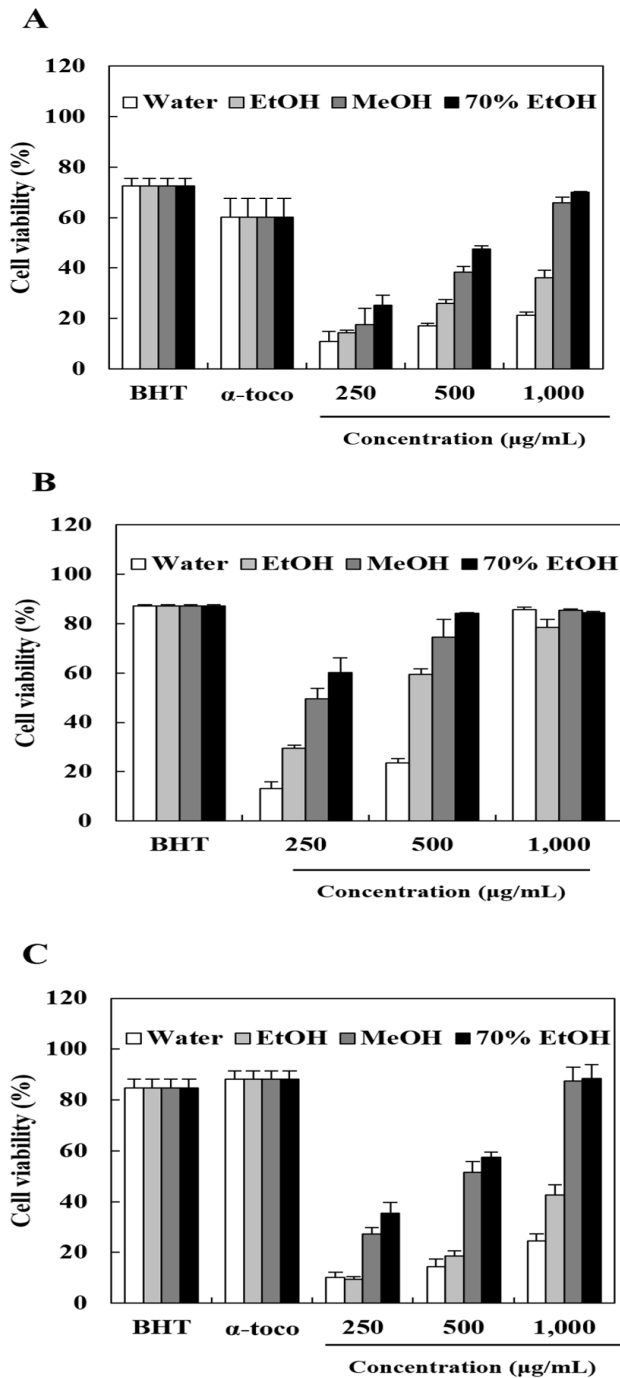 A
120
Water EtOH MeOH 70% EtOH
100
80
60
40
20
0
Cell viability (%)
BHT α-toco 250 500 1,000
Concentration (μg/mL)
B
120
Water EtOH MeOH 70% EtOH
100
80
60
40
20
0
Cell viability (%)
BHT 250 500 1,000
Concentration (μg/mL)
C
120
Water EtOH MeOH 70% EtOH
100
80
60
40
20
0
Cell viability (%)
BHT α-toco 250 500 1,000
Concentration (μg/mL)